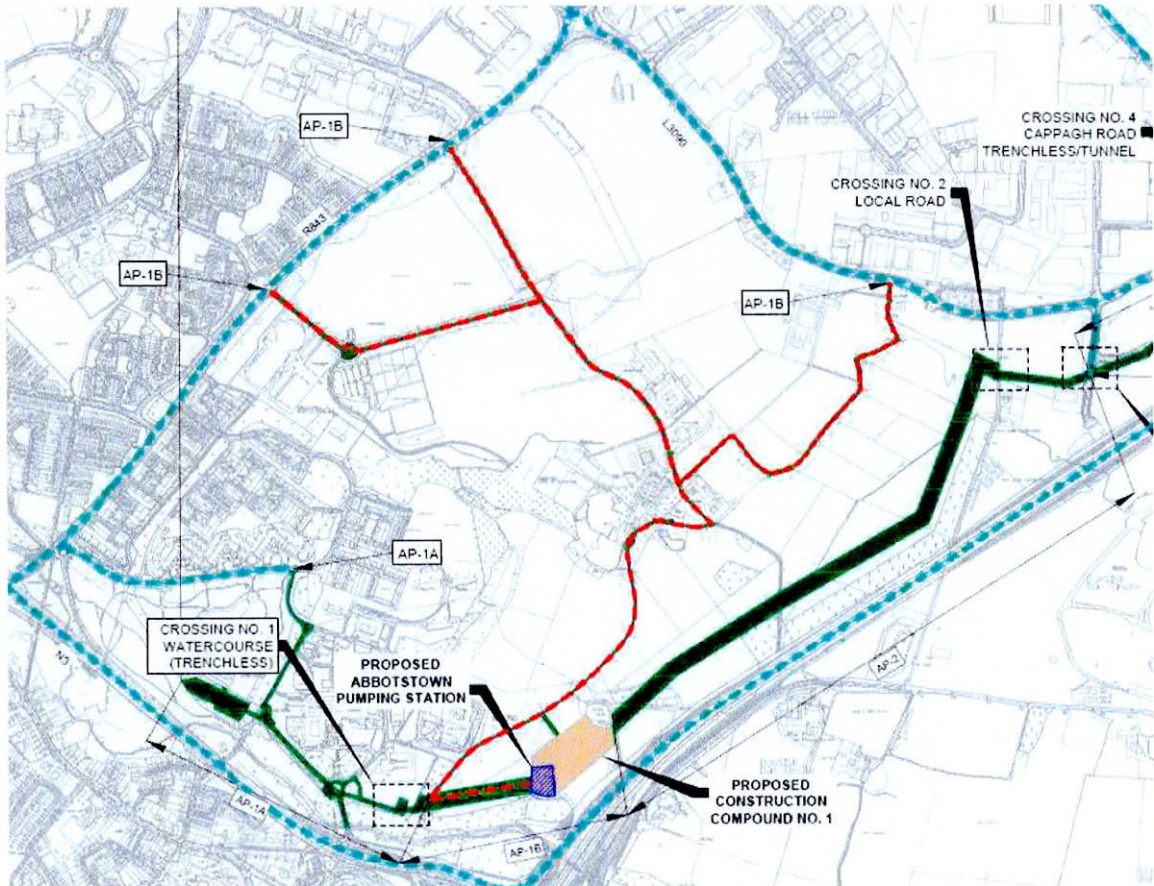 AP-1B
L3090
CROSSING NO. 4
CAPPAGH ROAD
TRENCHLESS/TUNNEL
CROSSING NO. 2
LOCAL ROAD
R843
AP-1B
AP-1B
AP-1A
CROSSING NO. 1
WATERCOURSE
(TRENCHLESS)
PROPOSED
ABBOTSTOWN
PUMPING STATION
N3
AP-2
PROPOSED
CONSTRUCTION
COMPOUND NO. 1
AP-1A
AP-1B